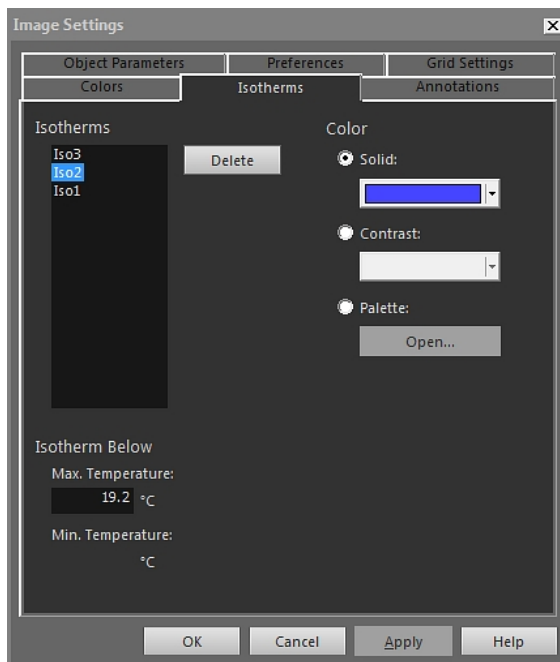 Image Settings
Object Parameters Preferences Grid Settings
Colors Isotherms Annotations
Isotherms
Iso3
Iso2
Iso1
Delete
Color
Solid:
Contrast:
Palette:
Open...
Isotherm Below
Max. Temperature:
19.2 °C
Min. Temperature:
°C
OK Cancel Apply Help